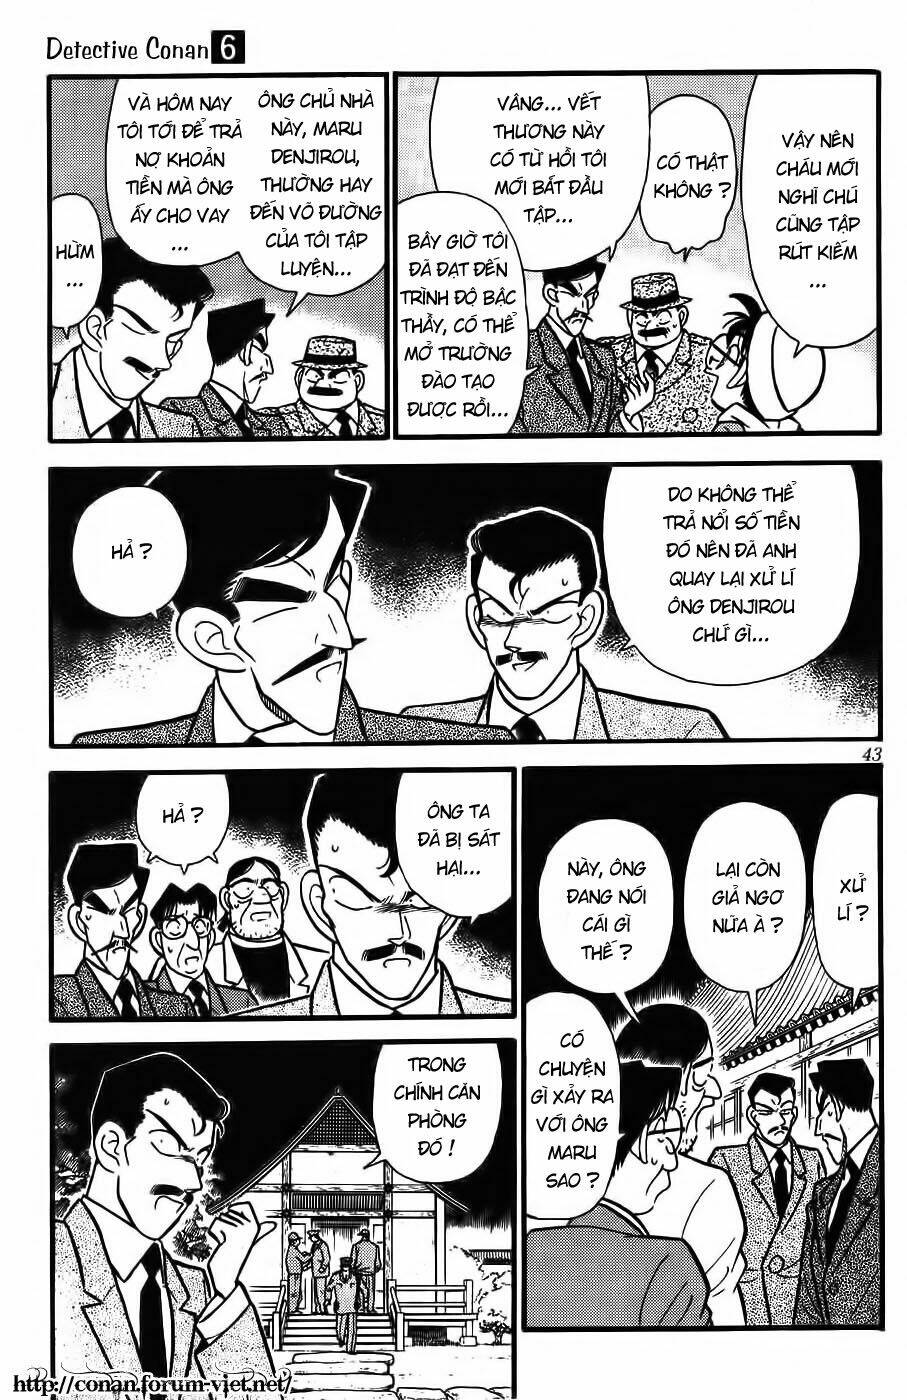 Detective Conan 6
VẬY NÊN
CHÁU MỚI
NGHĨ CHÚ
CŨNG TẬP
RÚT KIẾM
...
CÓ THẬT
KHÔNG ?
VÂNG... VẾT
THƯƠNG NÀY
CÓ TỪ HỒI TÔI
MỚI BẮT ĐẦU
TẬP...
BÂY GIỜ TÔI
ĐÃ ĐẠT ĐẾN
TRÌNH ĐỘ BẬC
THẦY, CÓ THỂ
MỞ TRƯỜNG
ĐÀO TẠO
ĐƯỢC RỒI...
ÔNG CHỦ NHÀ
NÀY, MARU
DENJIROU,
THƯỜNG HAY
ĐẾN VÕ ĐƯỜNG
CỦA TÔI TẬP
LUYỆN...
VÀ HÔM NAY
TÔI TỚI ĐỂ TRẢ
NỢ KHOẢN
TIỀN MÀ ÔNG
ẤY CHO VAY
...
HỪM
...
DO KHÔNG THỂ
TRẢ NỔI SỐ TIỀN
ĐÓ NÊN ĐÃ ANH
QUAY LẠI XỬ LÍ
ÔNG DENJIROU
CHỨ GÌ...
HẢ ?
43
XỬ
LÍ ?
LẠI CÒN
GIẢ NGƠ
NỮA À ?
NÀY, ÔNG
ĐANG NÓI
CÁI GÌ
THẾ ?
CÓ
CHUYỆN
GÌ XẢY RA
VỚI ÔNG
MARU
SAO ?
ÔNG TA
ĐÃ BỊ SÁT
HẠI...
HẢ ?
TRONG
CHÍNH CĂN
PHÒNG
ĐÓ !
http://conan.forum-viet.net/